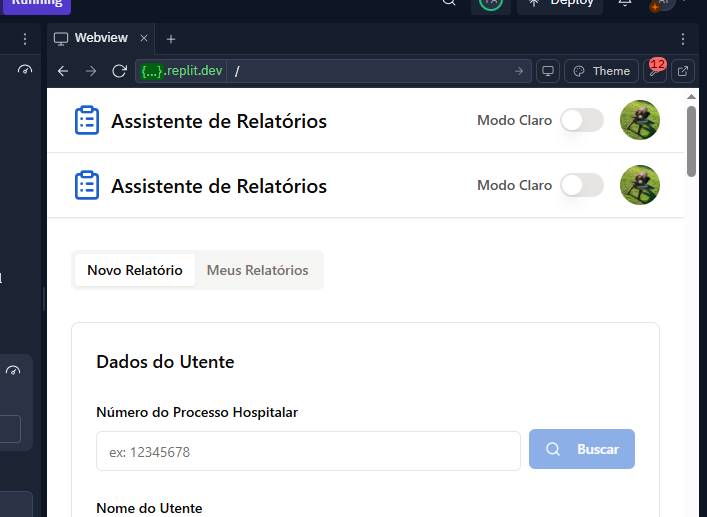 Running
Deploy
Webview
{...}.replit.dev /
Theme
12
Assistente de Relatórios
Modo Claro
Assistente de Relatórios
Modo Claro
Novo Relatório
Meus Relatórios
Dados do Utente
Número do Processo Hospitalar
ex: 12345678
Buscar
Nome do Utente